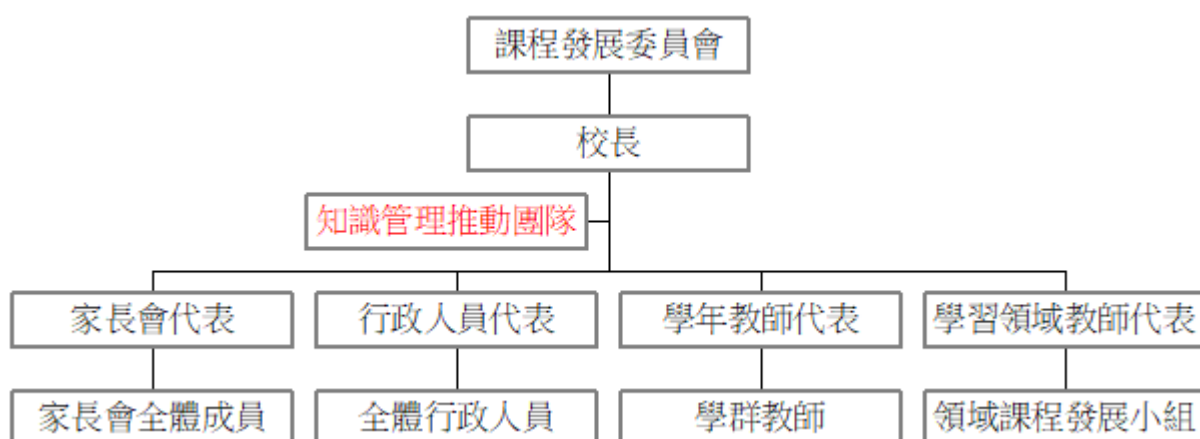 課程發展委員會
校長
知識管理推動團隊
家長會代表
行政人員代表
學年教師代表
學習領域教師代表
家長會全體成員
全體行政人員
學群教師
領域課程發展小組